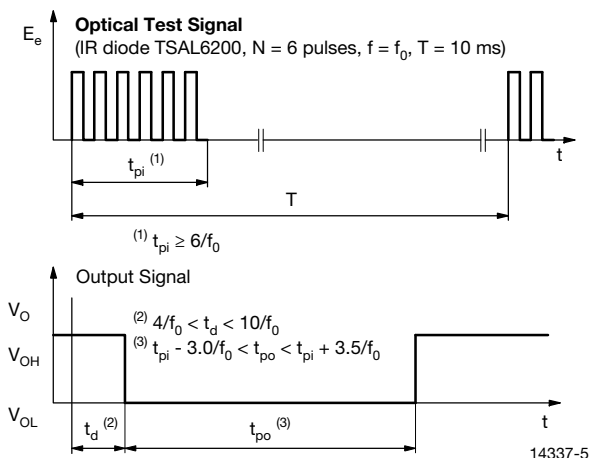 Optical Test Signal
(IR diode TSAL6200, N = 6 pulses, f = f₀, T = 10 ms)
Eₑ
t
tₚᵢ ⁽¹⁾
T
⁽¹⁾ tₚᵢ ≥ 6/f₀
Output Signal
V_O
⁽²⁾ 4/f₀ < t_d < 10/f₀
⁽³⁾ tₚᵢ - 3.0/f₀ < tₚₒ < tₚᵢ + 3.5/f₀
V_OH
V_OL
t_d ⁽²⁾
tₚₒ ⁽³⁾
t
14337-5